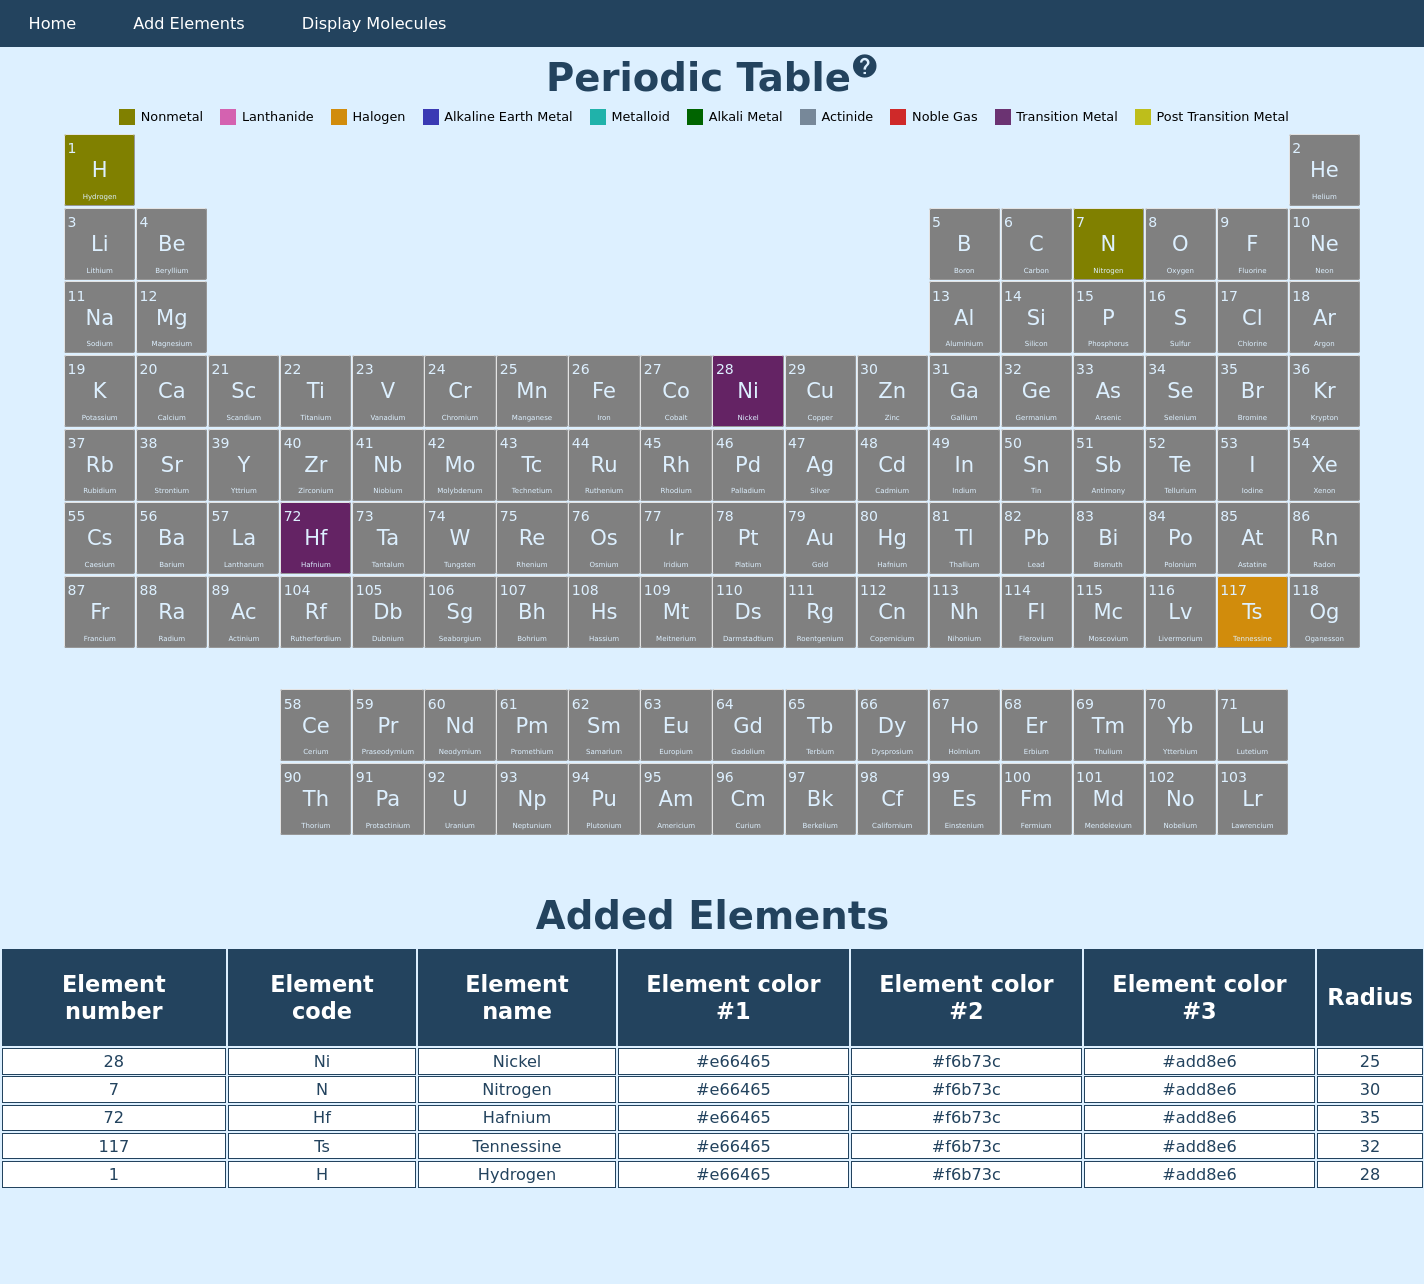 Home Add Elements Display Molecules
Periodic Table?
Nonmetal Lanthanide Halogen Alkaline Earth Metal Metalloid Alkali Metal Actinide Noble Gas Transition Metal Post Transition Metal
1 2
H He
Hydrogen Helium
3 4 5 6 7 8 9 10
Li Be B C N O F Ne
Lithium Beryllium Boron Carbon Nitrogen Oxygen Fluorine Neon
11 12 13 14 15 16 17 18
Na Mg Al Si P S Cl Ar
Sodium Magnesium Aluminium Silicon Phosphorus Sulfur Chlorine Argon
19 20 21 22 23 24 25 26 27 28 29 30 31 32 33 34 35 36
K Ca Sc Ti V Cr Mn Fe Co Ni Cu Zn Ga Ge As Se Br Kr
Potassium Calcium Scandium Titanium Vanadium Chromium Manganese Iron Cobalt Nickel Copper Zinc Gallium Germanium Arsenic Selenium Bromine Krypton
37 38 39 40 41 42 43 44 45 46 47 48 49 50 51 52 53 54
Rb Sr Y Zr Nb Mo Tc Ru Rh Pd Ag Cd In Sn Sb Te I Xe
Rubidium Strontium Yttrium Zirconium Niobium Molybdenum Technetium Ruthenium Rhodium Palladium Silver Cadmium Indium Tin Antimony Tellurium Iodine Xenon
55 56 57 72 73 74 75 76 77 78 79 80 81 82 83 84 85 86
Cs Ba La Hf Ta W Re Os Ir Pt Au Hg Tl Pb Bi Po At Rn
Caesium Barium Lanthanum Hafnium Tantalum Tungsten Rhenium Osmium Iridium Platium Gold Hafnium Thallium Lead Bismuth Polonium Astatine Radon
87 88 89 104 105 106 107 108 109 110 111 112 113 114 115 116 117 118
Fr Ra Ac Rf Db Sg Bh Hs Mt Ds Rg Cn Nh Fl Mc Lv Ts Og
Francium Radium Actinium Rutherfordium Dubnium Seaborgium Bohrium Hassium Meitnerium Darmstadtium Roentgenium Copernicium Nihonium Flerovium Moscovium Livermorium Tennessine Oganesson
58 59 60 61 62 63 64 65 66 67 68 69 70 71
Ce Pr Nd Pm Sm Eu Gd Tb Dy Ho Er Tm Yb Lu
Cerium Praseodymium Neodymium Promethium Samarium Europium Gadolium Terbium Dysprosium Holmium Erbium Thulium Ytterbium Lutetium
90 91 92 93 94 95 96 97 98 99 100 101 102 103
Th Pa U Np Pu Am Cm Bk Cf Es Fm Md No Lr
Thorium Protactinium Uranium Neptunium Plutonium Americium Curium Berkelium Californium Einstenium Fermium Mendelevium Nobelium Lawrencium
Added Elements
Element number Element code Element name Element color #1 Element color #2 Element color #3 Radius
28 Ni Nickel #e66465 #f6b73c #add8e6 25
7 N Nitrogen #e66465 #f6b73c #add8e6 30
72 Hf Hafnium #e66465 #f6b73c #add8e6 35
117 Ts Tennessine #e66465 #f6b73c #add8e6 32
1 H Hydrogen #e66465 #f6b73c #add8e6 28